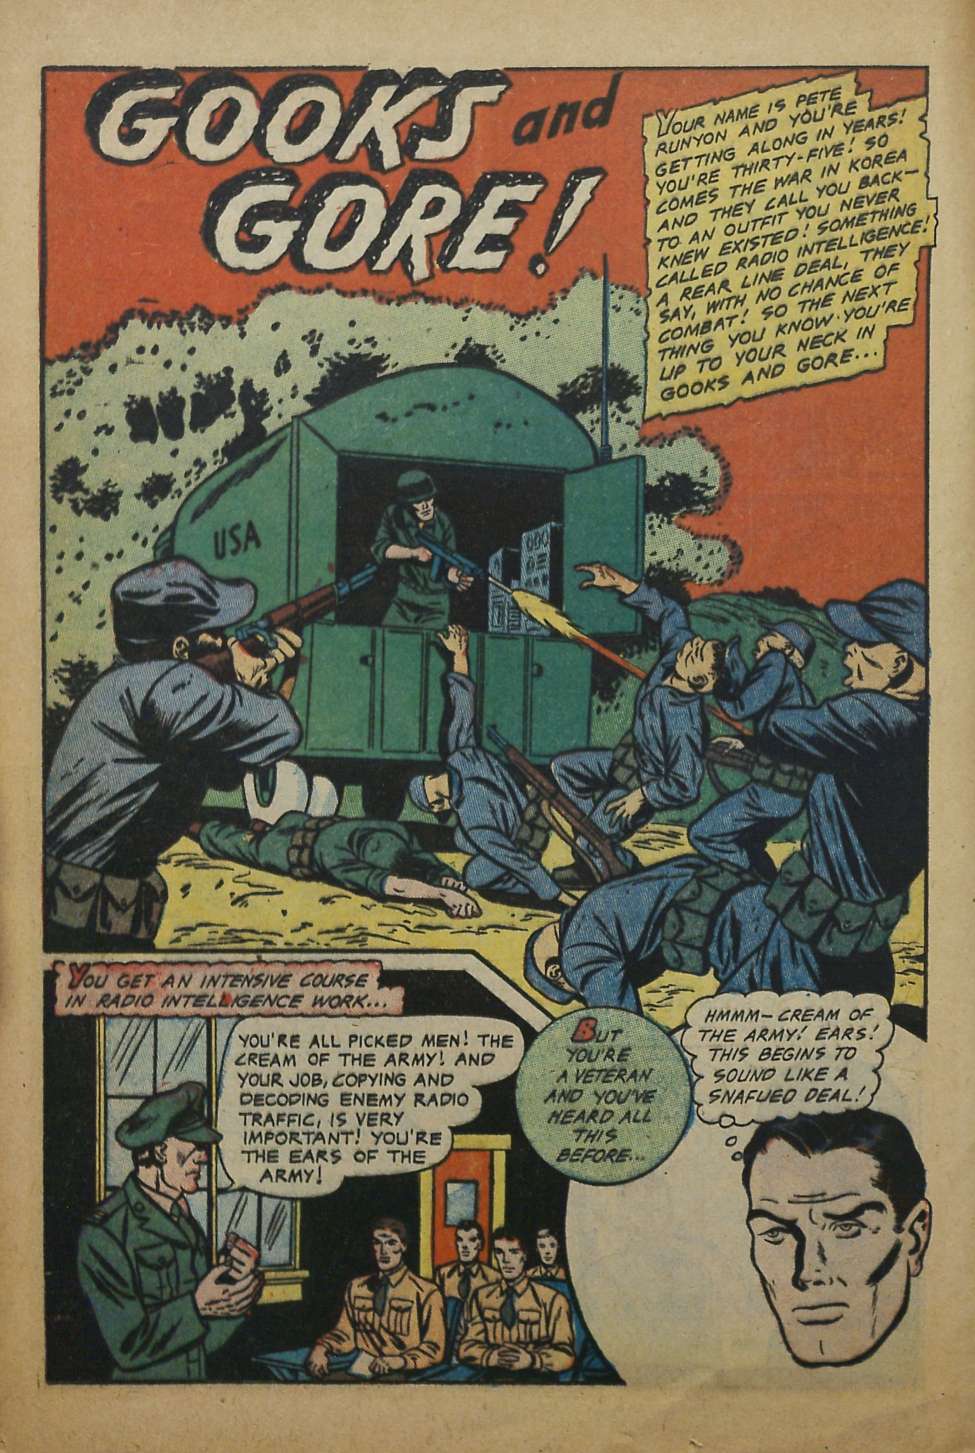 GOOKS and
GORE!
YOUR NAME IS PETE
RUNYON AND YOU'RE
GETTING ALONG IN YEARS!
YOU'RE THIRTY-FIVE! SO
COMES THE WAR IN KOREA
AND THEY CALL YOU BACK—
TO AN OUTFIT YOU NEVER
KNEW EXISTED! SOMETHING
CALLED RADIO INTELLIGENCE!
A REAR LINE DEAL, THEY
SAY, WITH NO CHANCE OF
COMBAT! SO THE NEXT
THING YOU KNOW YOU'RE
UP TO YOUR NECK IN
GOOKS AND GORE...
USA
YOU GET AN INTENSIVE COURSE
IN RADIO INTELLIGENCE WORK...
YOU'RE ALL PICKED MEN! THE
CREAM OF THE ARMY! AND
YOUR JOB, COPYING AND
DECODING ENEMY RADIO
TRAFFIC, IS VERY
IMPORTANT! YOU'RE
THE EARS OF THE
ARMY!
BUT
YOU'RE
A VETERAN
AND YOU'VE
HEARD ALL
THIS
BEFORE...
HMMM—CREAM OF
THE ARMY! EARS!
THIS BEGINS TO
SOUND LIKE A
SNAFUED DEAL!